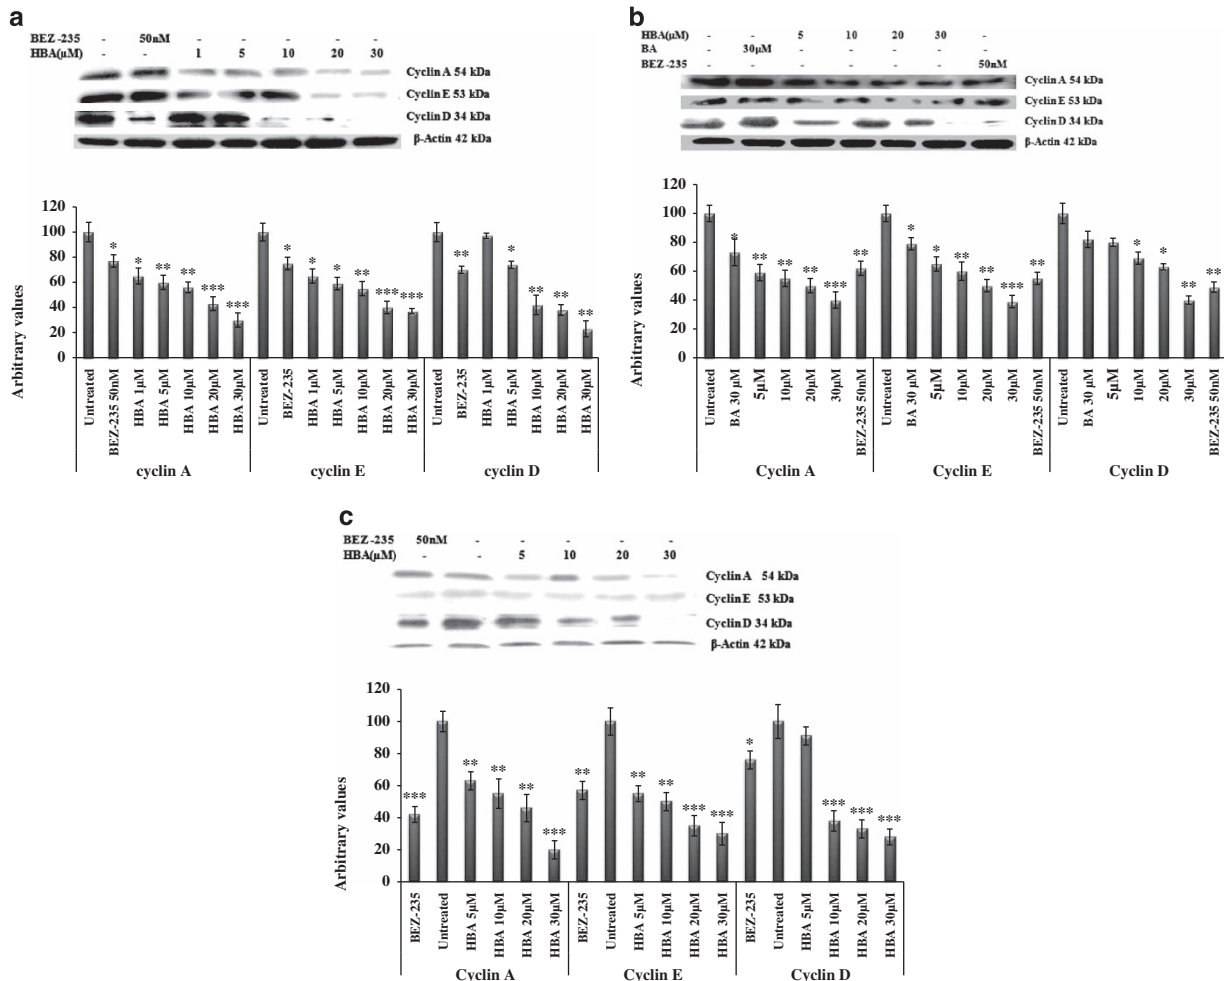 a
BEZ-235 - 50nM - - - - -
HBA(µM) - - 1 5 10 20 30
Cyclin A 54 kDa
Cyclin E 53 kDa
Cyclin D 34 kDa
β-Actin 42 kDa
Arbitrary values
120
100
80
60
40
20
0
* * ** ** *** ***
* * * ** *** ***
** * ** ** **
Untreated
BEZ-235 50nM
HBA 1µM
HBA 5µM
HBA 10µM
HBA 20µM
HBA 30µM
Untreated
BEZ-235
HBA 1µM
HBA 5µM
HBA 10µM
HBA 20µM
HBA 30µM
Untreated
BEZ-235
HBA 1µM
HBA 5µM
HBA 10µM
HBA 20µM
HBA 30µM
cyclin A cyclin E cyclin D
b
HBA(µM) - - 5 10 20 30 -
BA - 30µM - - - - -
BEZ-235 - - - - - - 50nM
Cyclin A 54 kDa
Cyclin E 53 kDa
Cyclin D 34 kDa
β-Actin 42 kDa
Arbitrary values
120
100
80
60
40
20
0
* ** ** ** *** **
* * ** ** *** **
* * ** **
Untreated
BA 30 µM
5µM
10µM
20µM
30µM
BEZ-235 50nM
Untreated
BA 30 µM
5µM
10µM
20µM
30µM
BEZ-235 50nM
Untreated
BA 30 µM
5µM
10µM
20µM
30µM
BEZ-235 50nM
Cyclin A Cyclin E Cyclin D
c
BEZ-235 50nM - - - - -
HBA(µM) - - 5 10 20 30
Cyclin A 54 kDa
Cyclin E 53 kDa
Cyclin D 34 kDa
β-Actin 42 kDa
Arbitrary values
120
100
80
60
40
20
0
*** ** ** ** ***
** ** ** *** ***
* *** *** ***
BEZ-235
Untreated
HBA 5µM
HBA 10µM
HBA 20µM
HBA 30µM
BEZ-235
Untreated
HBA 5µM
HBA 10µM
HBA 20µM
HBA 30µM
BEZ-235
Untreated
HBA 5µM
HBA 10µM
HBA 20µM
HBA 30µM
Cyclin A Cyclin E Cyclin D